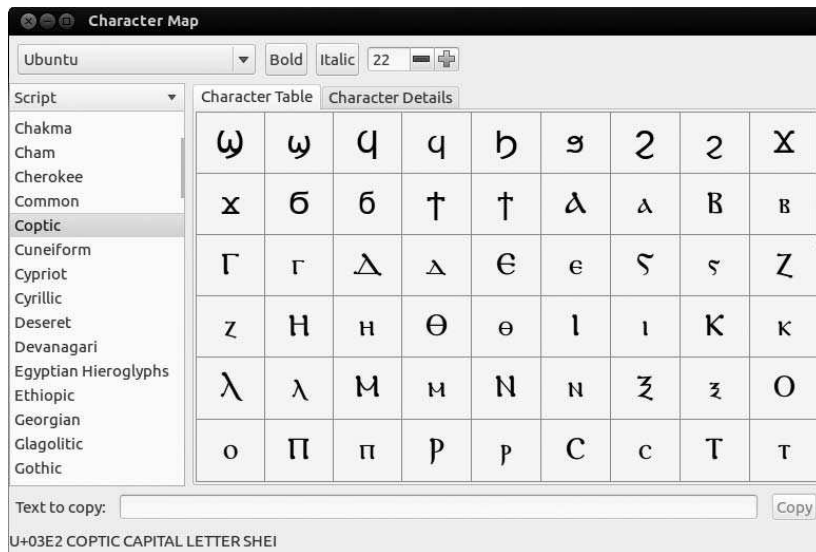 Character Map
Ubuntu Bold Italic 22
Script Character Table Character Details
Chakma
Cham
Cherokee
Common
Coptic
Cuneiform
Cypriot
Cyrillic
Deseret
Devanagari
Egyptian Hieroglyphs
Ethiopic
Georgian
Glagolitic
Gothic
Ϣ ϣ Ϥ ϥ Ϧ ϧ Ϩ ϩ Ϫ
ϫ Ϭ ϭ Ϯ ϯ Ⲁ ⲁ Ⲃ ⲃ
Ⲅ ⲅ Ⲇ ⲇ Ⲉ ⲉ Ⲋ ⲋ Ⲍ
ⲍ Ⲏ ⲏ Ⲑ ⲑ Ⲓ ⲓ Ⲕ ⲕ
Ⲗ ⲗ Ⲙ ⲙ Ⲛ ⲛ Ⲝ ⲝ Ⲟ
ⲟ Ⲡ ⲡ Ⲣ ⲣ Ⲥ ⲥ Ⲧ ⲧ
Text to copy: Copy
U+03E2 COPTIC CAPITAL LETTER SHEI